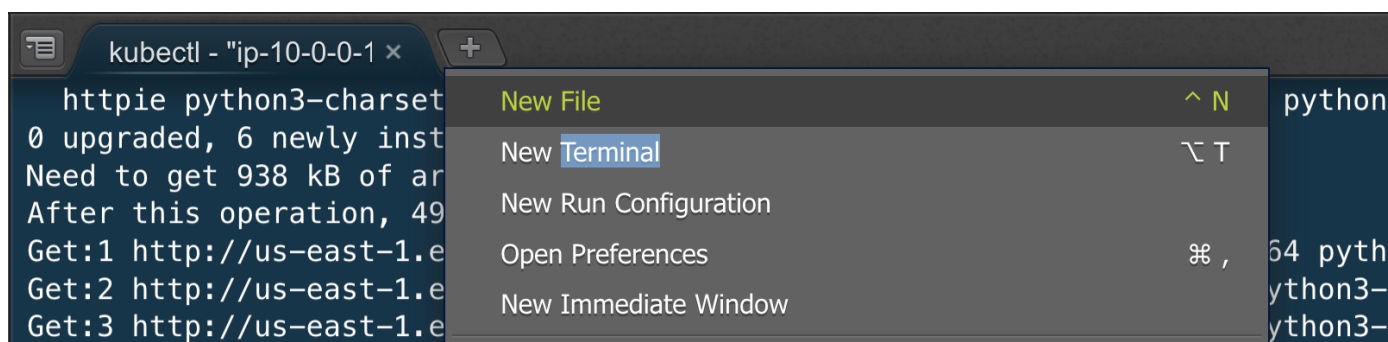 kubectl - "ip-10-0-0-1 ×
httpie python3-charset
New File ^ N
python
0 upgraded, 6 newly inst
New Terminal ⌥ T
Need to get 938 kB of ar
After this operation, 49
New Run Configuration
Get:1 http://us-east-1.e
Open Preferences ⌘ ,
64 pyth
Get:2 http://us-east-1.e
New Immediate Window
ython3-
Get:3 http://us-east-1.e
ython3-